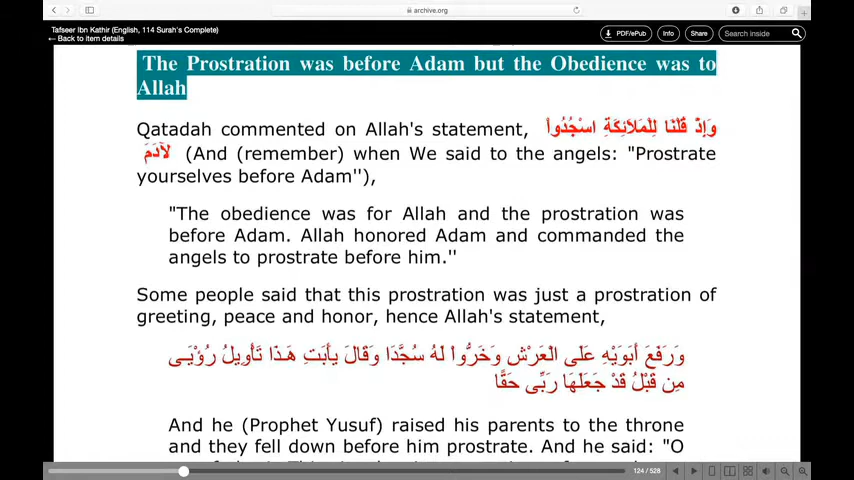 archive.org
Tafseer Ibn Kathir (English, 114 Surah's Complete)
← Back to item details
PDF/ePub
Info
Share
Search inside
The Prostration was before Adam but the Obedience was to
Allah
Qatadah commented on Allah's statement, وَإِذْ قُلْنَا لِلْمَلَائِكَةِ اسْجُدُواْ
لآدَمَ (And (remember) when We said to the angels: "Prostrate
yourselves before Adam''),
"The obedience was for Allah and the prostration was
before Adam. Allah honored Adam and commanded the
angels to prostrate before him.''
Some people said that this prostration was just a prostration of
greeting, peace and honor, hence Allah's statement,
وَرَفَعَ أَبَوَيْهِ عَلَى الْعَرْشِ وَخَرُّواْ لَهُ سُجَّدَا وَقَالَ يأَبَتِ هَـذَا تَأْوِيلُ رُؤْيَـى
مِن قَبْلُ قَدْ جَعَلَهَا رَبِّى حَقًّا
And he (Prophet Yusuf) raised his parents to the throne
and they fell down before him prostrate. And he said: "O
124 / 528